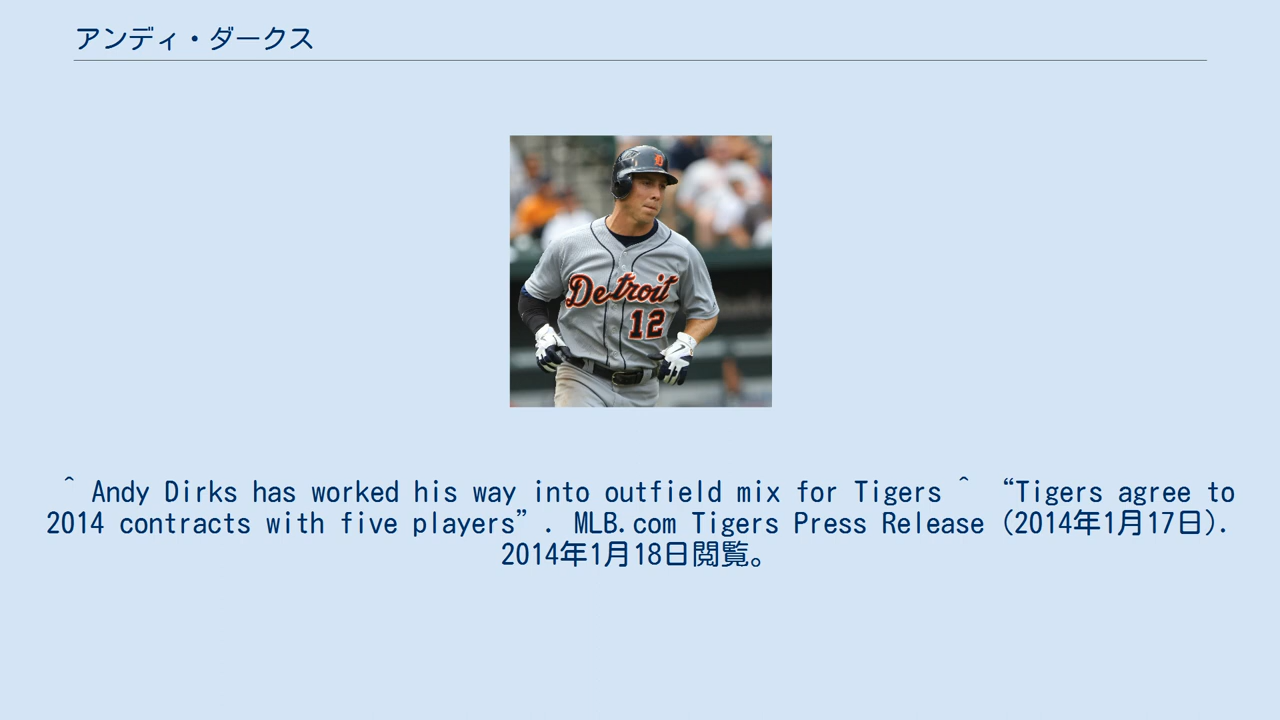 アンディ・ダークス
Detroit
12
^ Andy Dirks has worked his way into outfield mix for Tigers ^ “Tigers agree to
2014 contracts with five players”. MLB.com Tigers Press Release (2014年1月17日).
2014年1月18日閲覧。